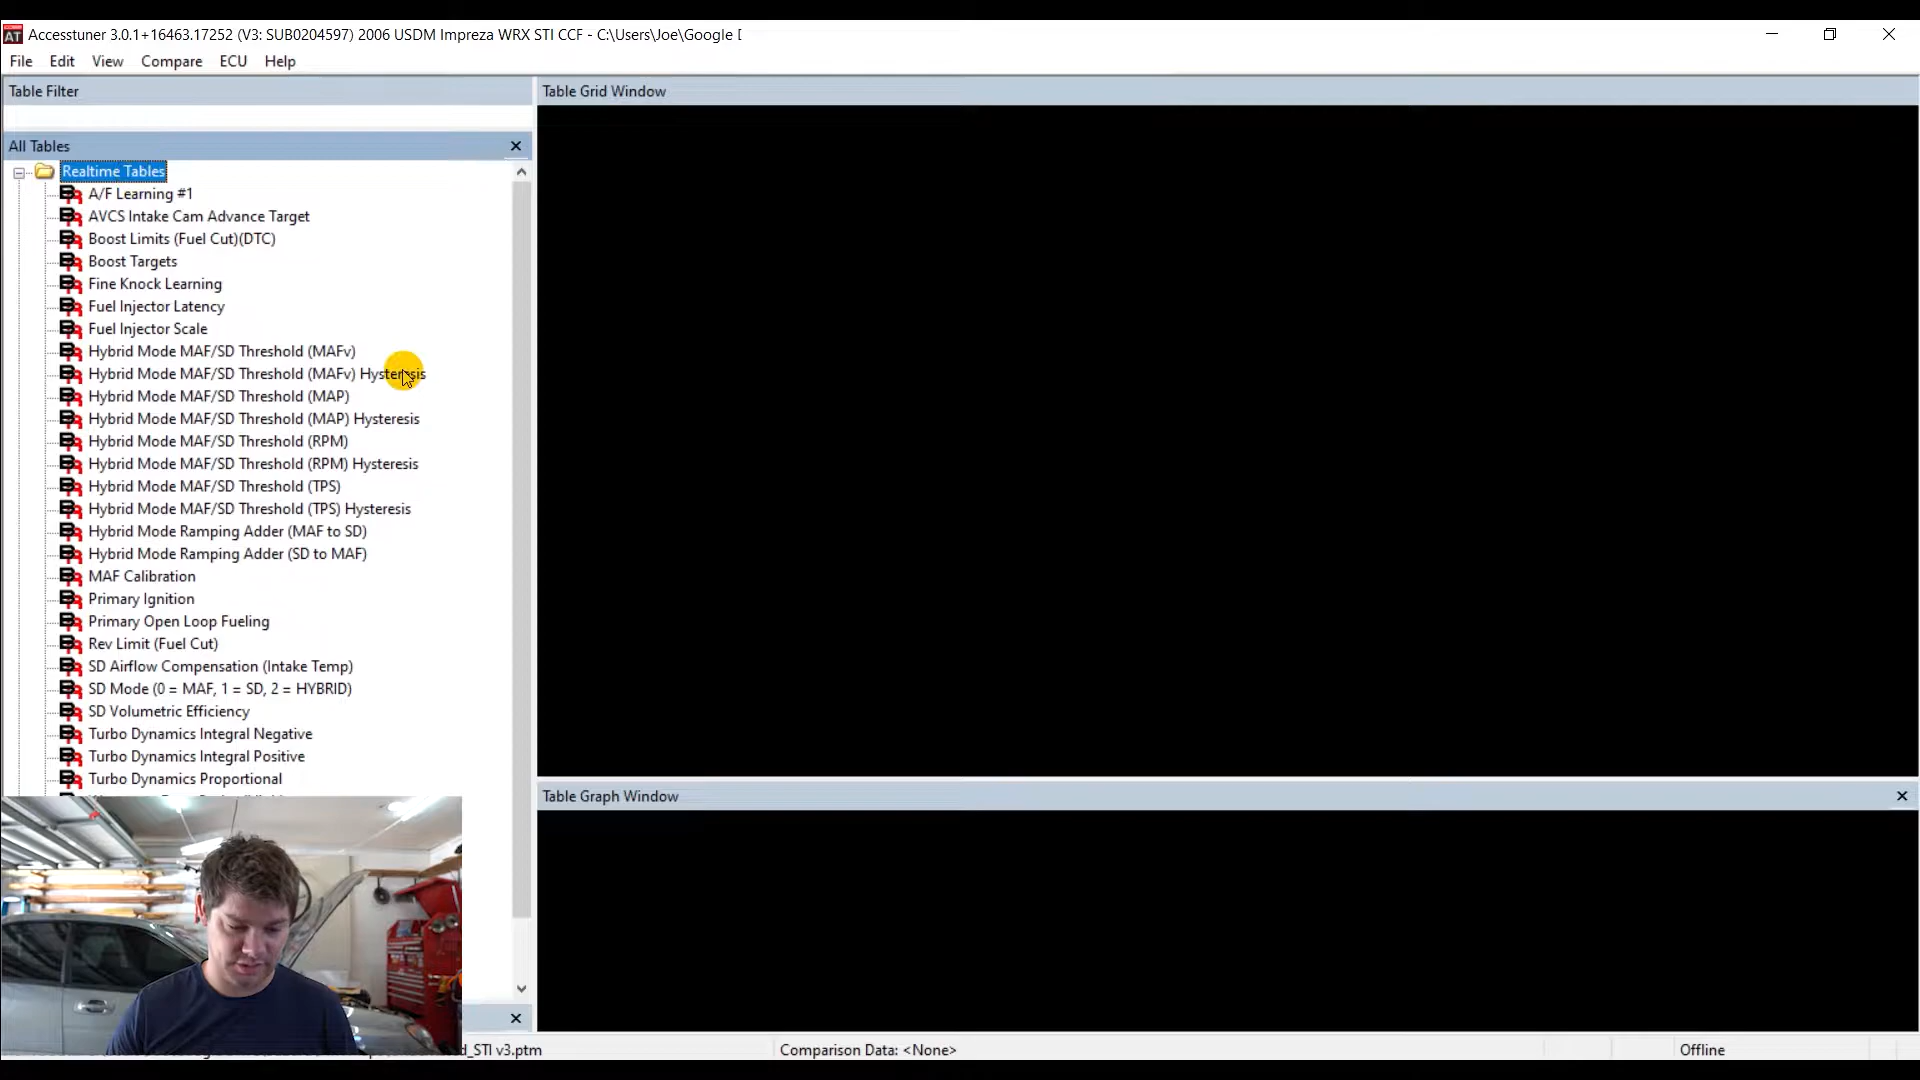 AT Accesstuner 3.0.1+16463.17252 (V3: SUB0204597) 2006 USDM Impreza WRX STI CCF - C:\Users\Joe\Google [
File Edit View Compare ECU Help
Table Filter
Table Grid Window
All Tables
Realtime Tables
A/F Learning #1
AVCS Intake Cam Advance Target
Boost Limits (Fuel Cut)(DTC)
Boost Targets
Fine Knock Learning
Fuel Injector Latency
Fuel Injector Scale
Hybrid Mode MAF/SD Threshold (MAFv)
Hybrid Mode MAF/SD Threshold (MAFv) Hysteresis
Hybrid Mode MAF/SD Threshold (MAP)
Hybrid Mode MAF/SD Threshold (MAP) Hysteresis
Hybrid Mode MAF/SD Threshold (RPM)
Hybrid Mode MAF/SD Threshold (RPM) Hysteresis
Hybrid Mode MAF/SD Threshold (TPS)
Hybrid Mode MAF/SD Threshold (TPS) Hysteresis
Hybrid Mode Ramping Adder (MAF to SD)
Hybrid Mode Ramping Adder (SD to MAF)
MAF Calibration
Primary Ignition
Primary Open Loop Fueling
Rev Limit (Fuel Cut)
SD Airflow Compensation (Intake Temp)
SD Mode (0 = MAF, 1 = SD, 2 = HYBRID)
SD Volumetric Efficiency
Turbo Dynamics Integral Negative
Turbo Dynamics Integral Positive
Turbo Dynamics Proportional
Table Graph Window
d_STI v3.ptm
Comparison Data: <None>
Offline